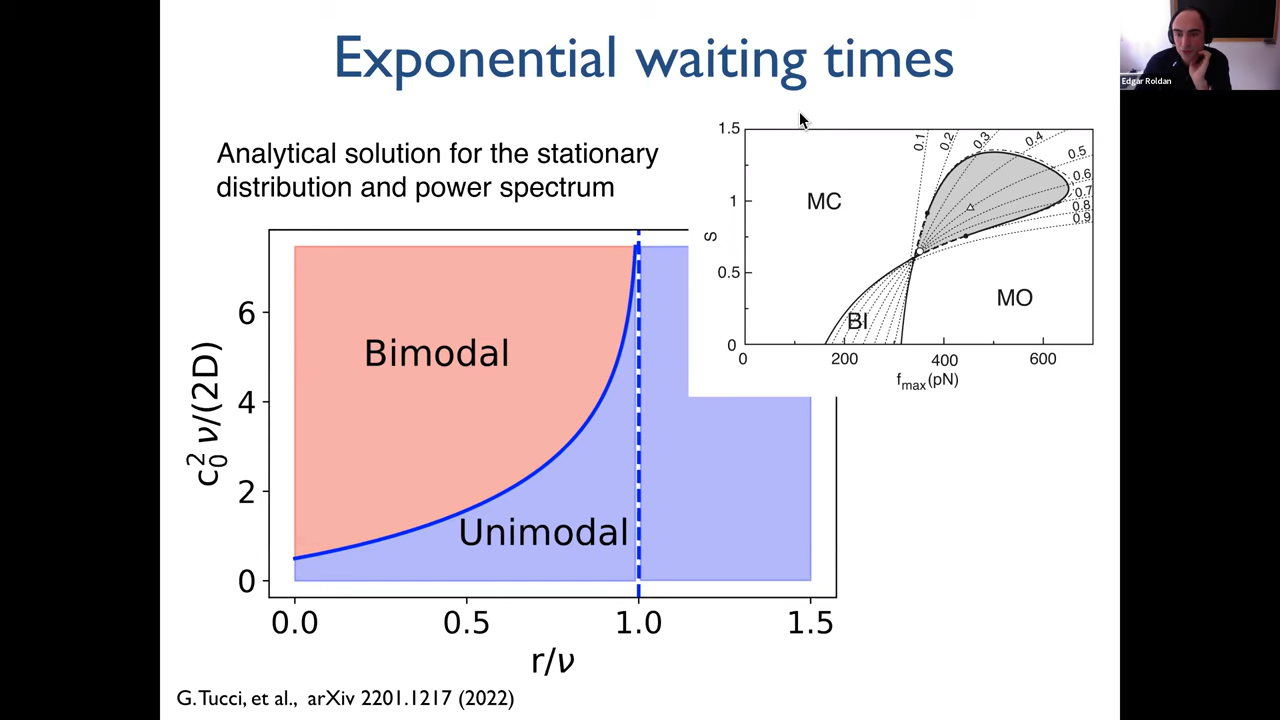 Exponential waiting times
Edgar Roldan
Analytical solution for the stationary
distribution and power spectrum
Bimodal
Unimodal
6
4
2
0
c₀² ν/(2D)
0.0 0.5 1.0 1.5
r/ν
1.5
1
0.5
0
S
MC
BI
MO
0.1 0.2 0.3 0.4 0.5 0.6 0.7 0.8 0.9
0 200 400 600
fmax(pN)
G. Tucci, et al., arXiv 2201.1217 (2022)